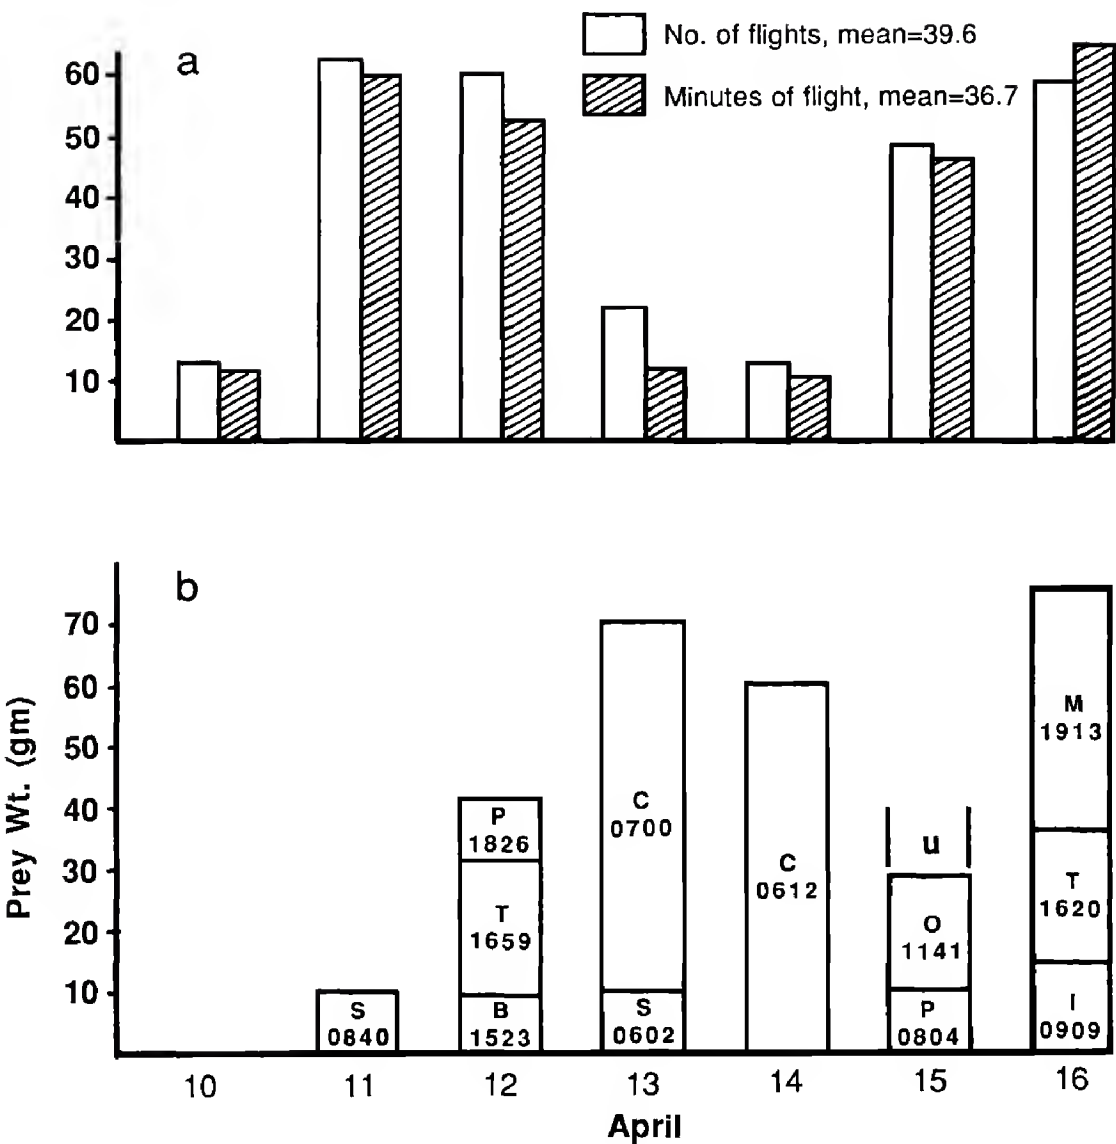 a
No. of flights, mean=39.6
Minutes of flight, mean=36.7
60
50
40
30
20
10
b
Prey Wt. (gm)
70
60
50
40
30
20
10
S
0840
P
1826
T
1659
B
1523
C
0700
S
0602
C
0612
u
O
1141
P
0804
M
1913
T
1620
I
0909
10 11 12 13 14 15 16
April